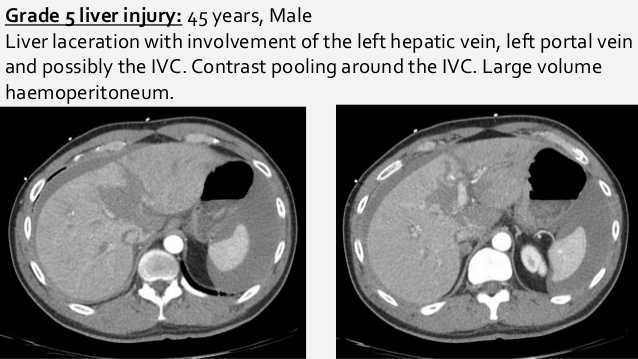 Grade 5 liver injury: 45 years, Male
Liver laceration with involvement of the left hepatic vein, left portal vein
and possibly the IVC. Contrast pooling around the IVC. Large volume
haemoperitoneum.